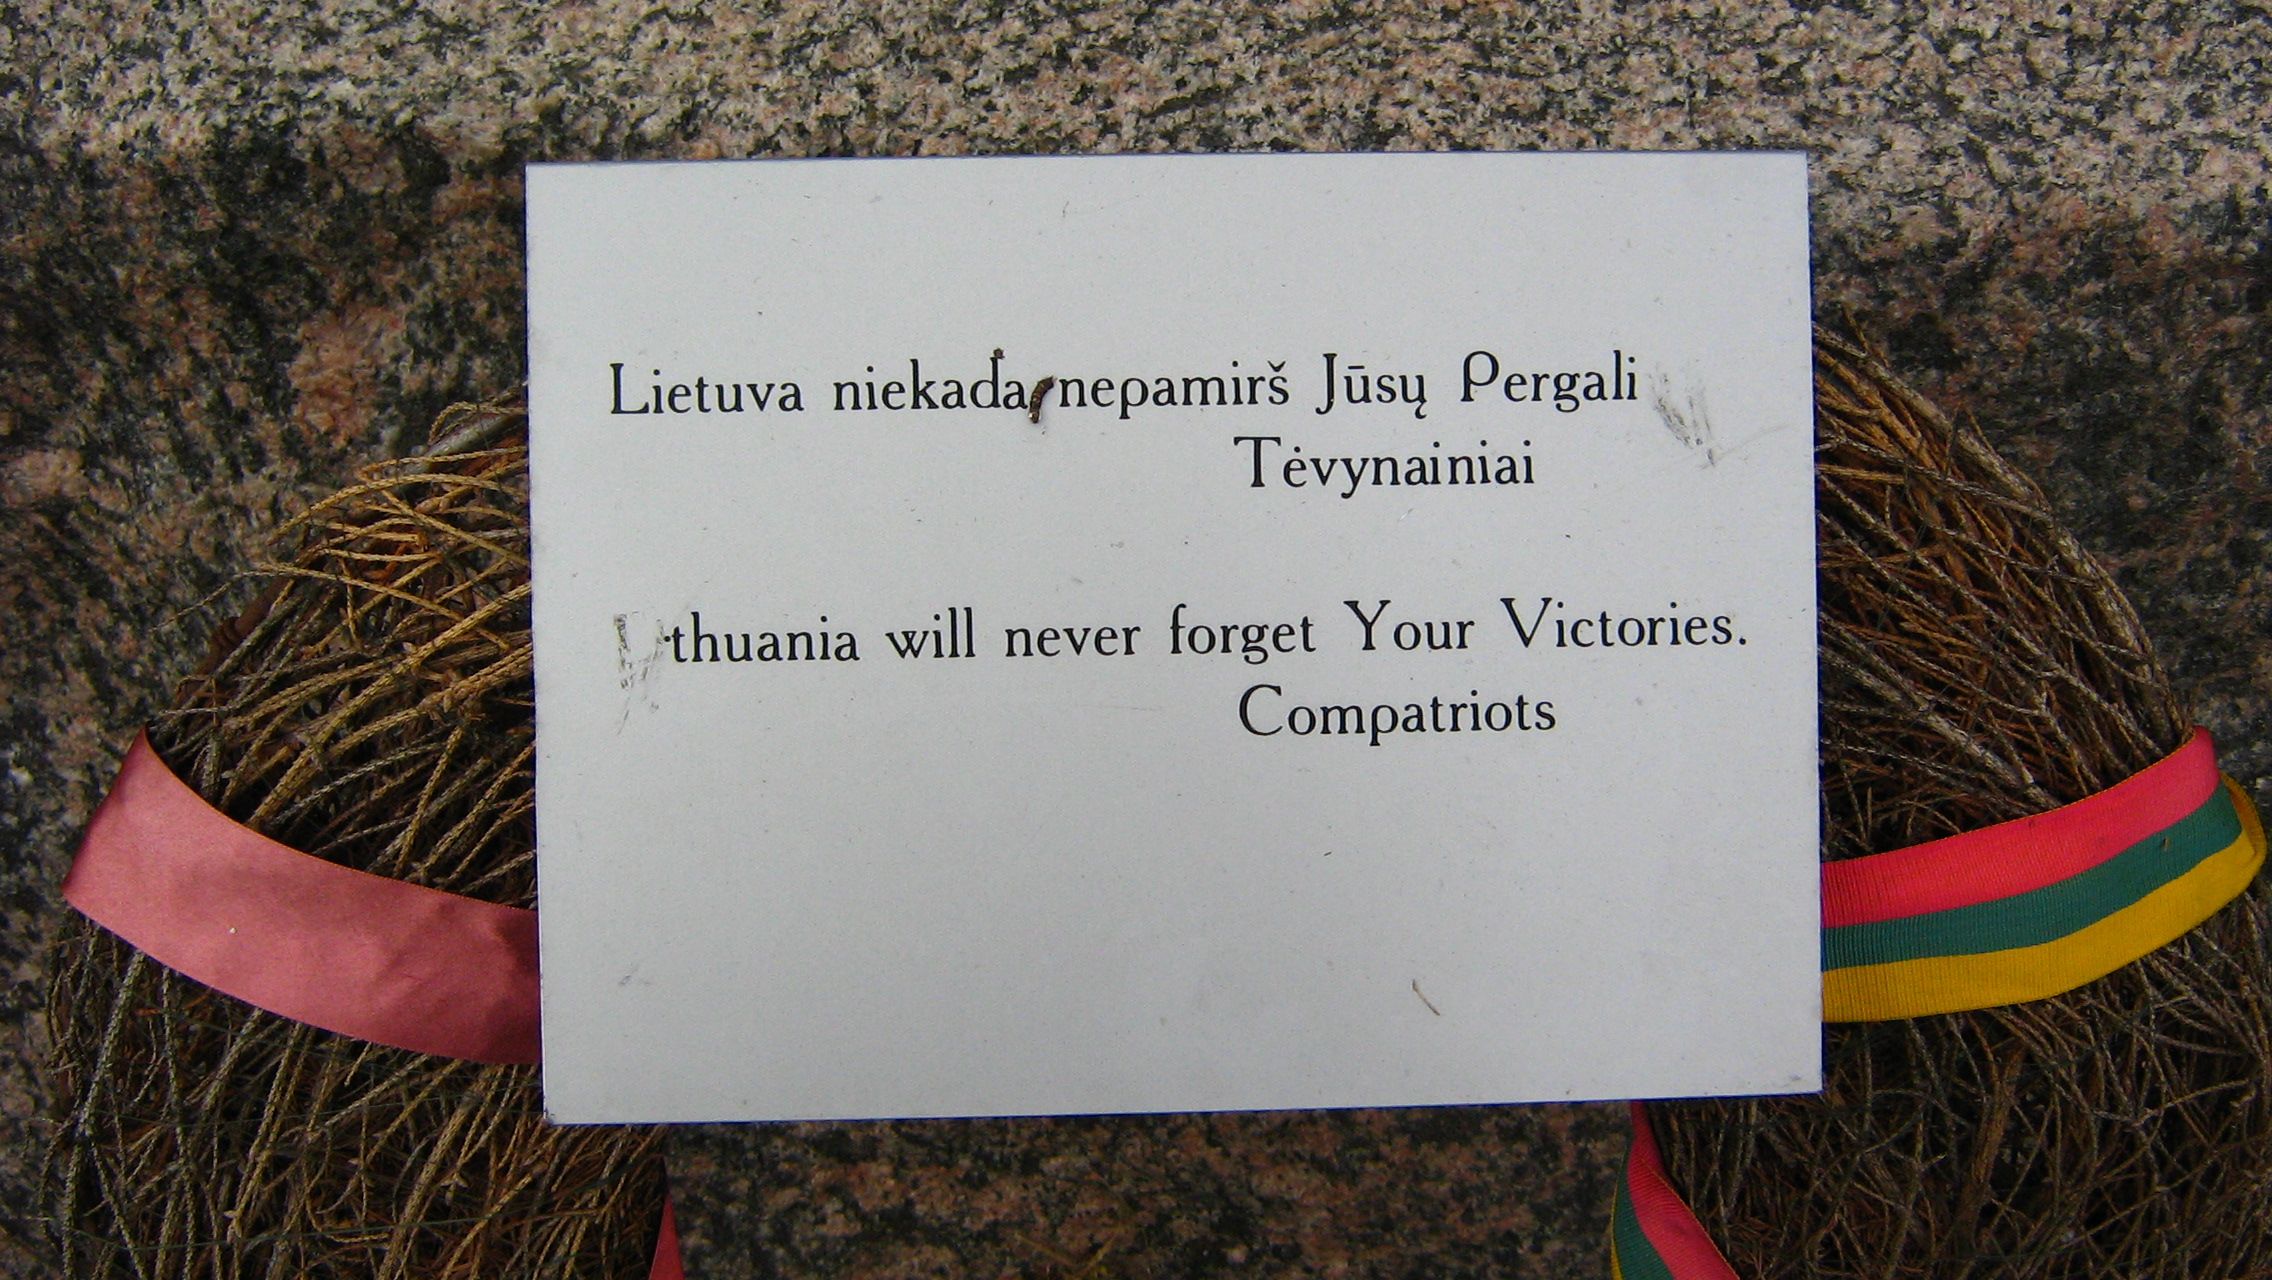 Lietuva niekada nepamirš Jūsų Pergali
Tėvynainiai
thuania will never forget Your Victories.
Compatriots